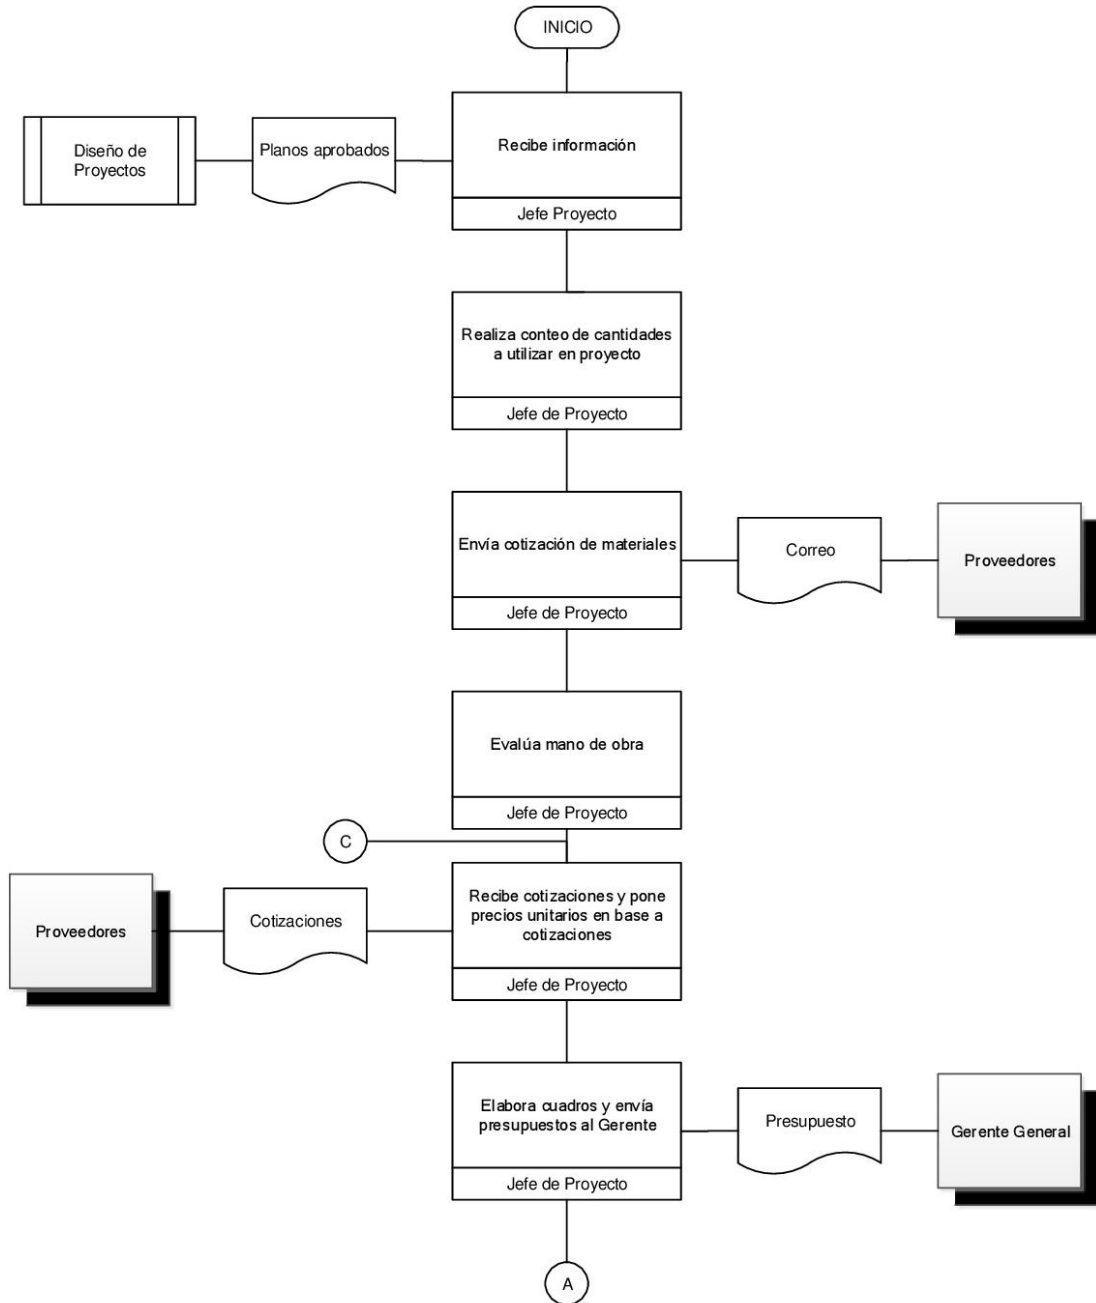 INICIO
Diseño de
Proyectos
Planos aprobados
Recibe información
Jefe Proyecto
Realiza conteo de cantidades
a utilizar en proyecto
Jefe de Proyecto
Envía cotización de materiales
Jefe de Proyecto
Correo
Proveedores
Evalúa mano de obra
Jefe de Proyecto
C
Proveedores
Cotizaciones
Recibe cotizaciones y pone
precios unitarios en base a
cotizaciones
Jefe de Proyecto
Elabora cuadros y envía
presupuestos al Gerente
Jefe de Proyecto
Presupuesto
Gerente General
A